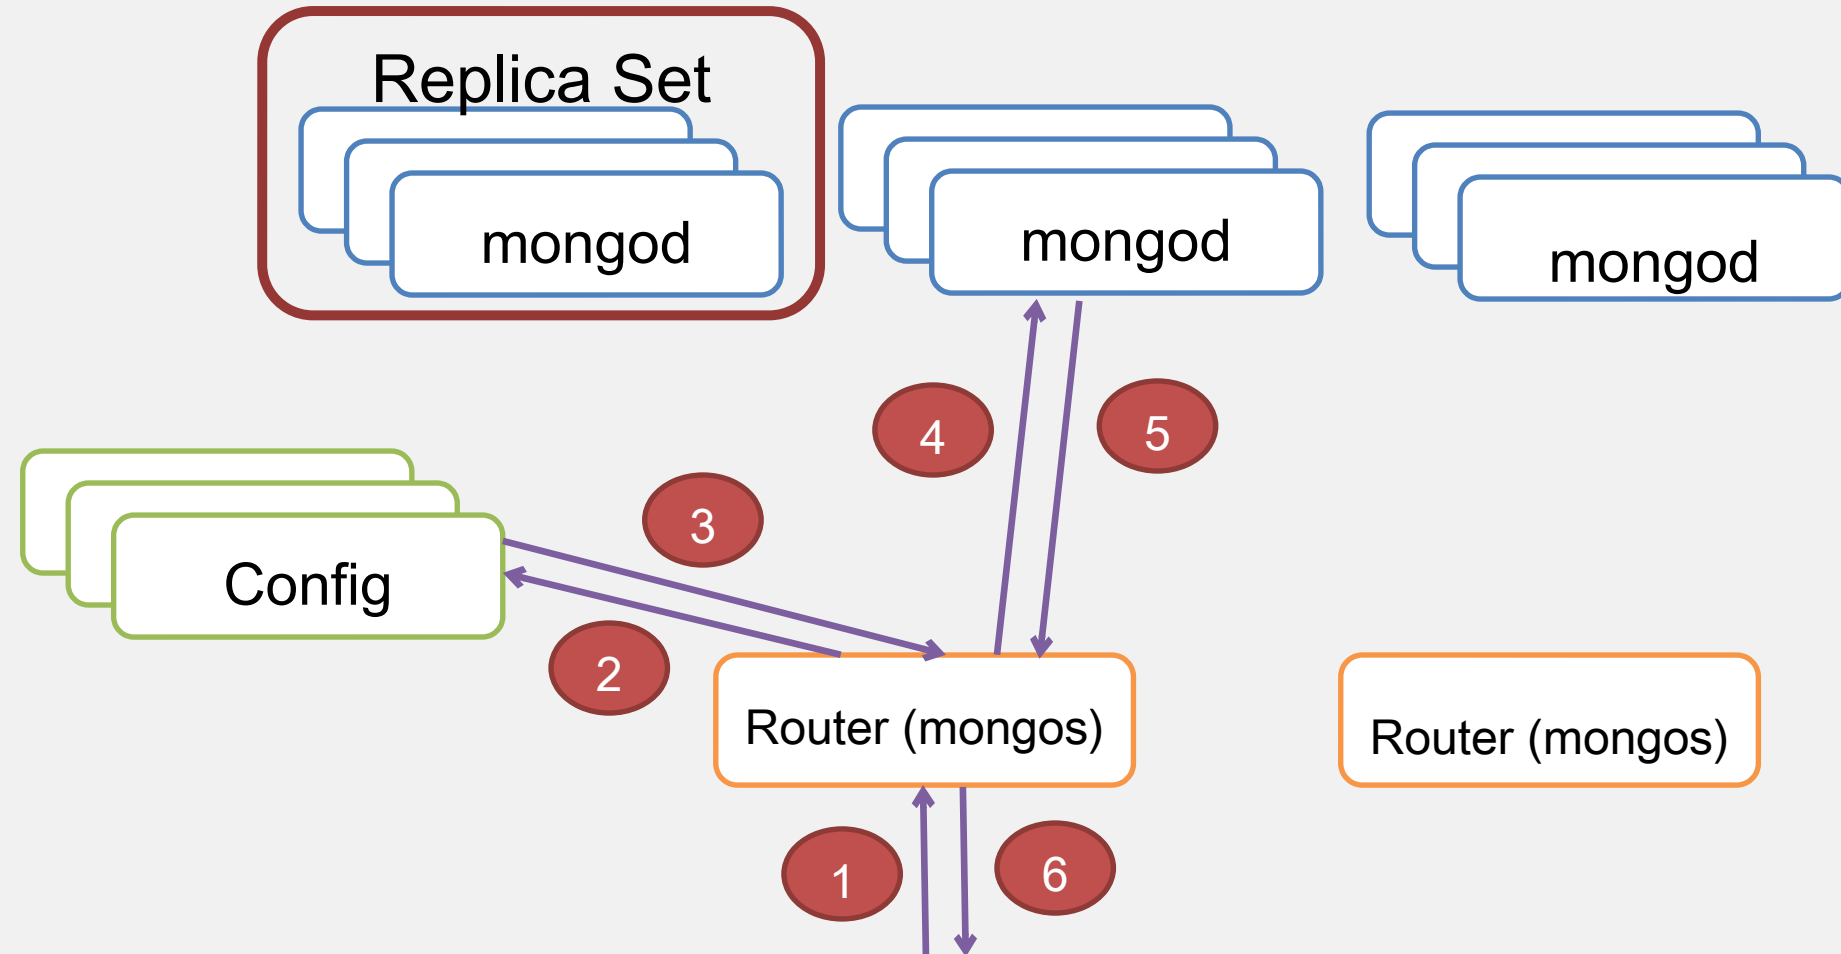 Replica Set
mongod
mongod
mongod
4
5
3
Config
2
Router (mongos)
Router (mongos)
1
6